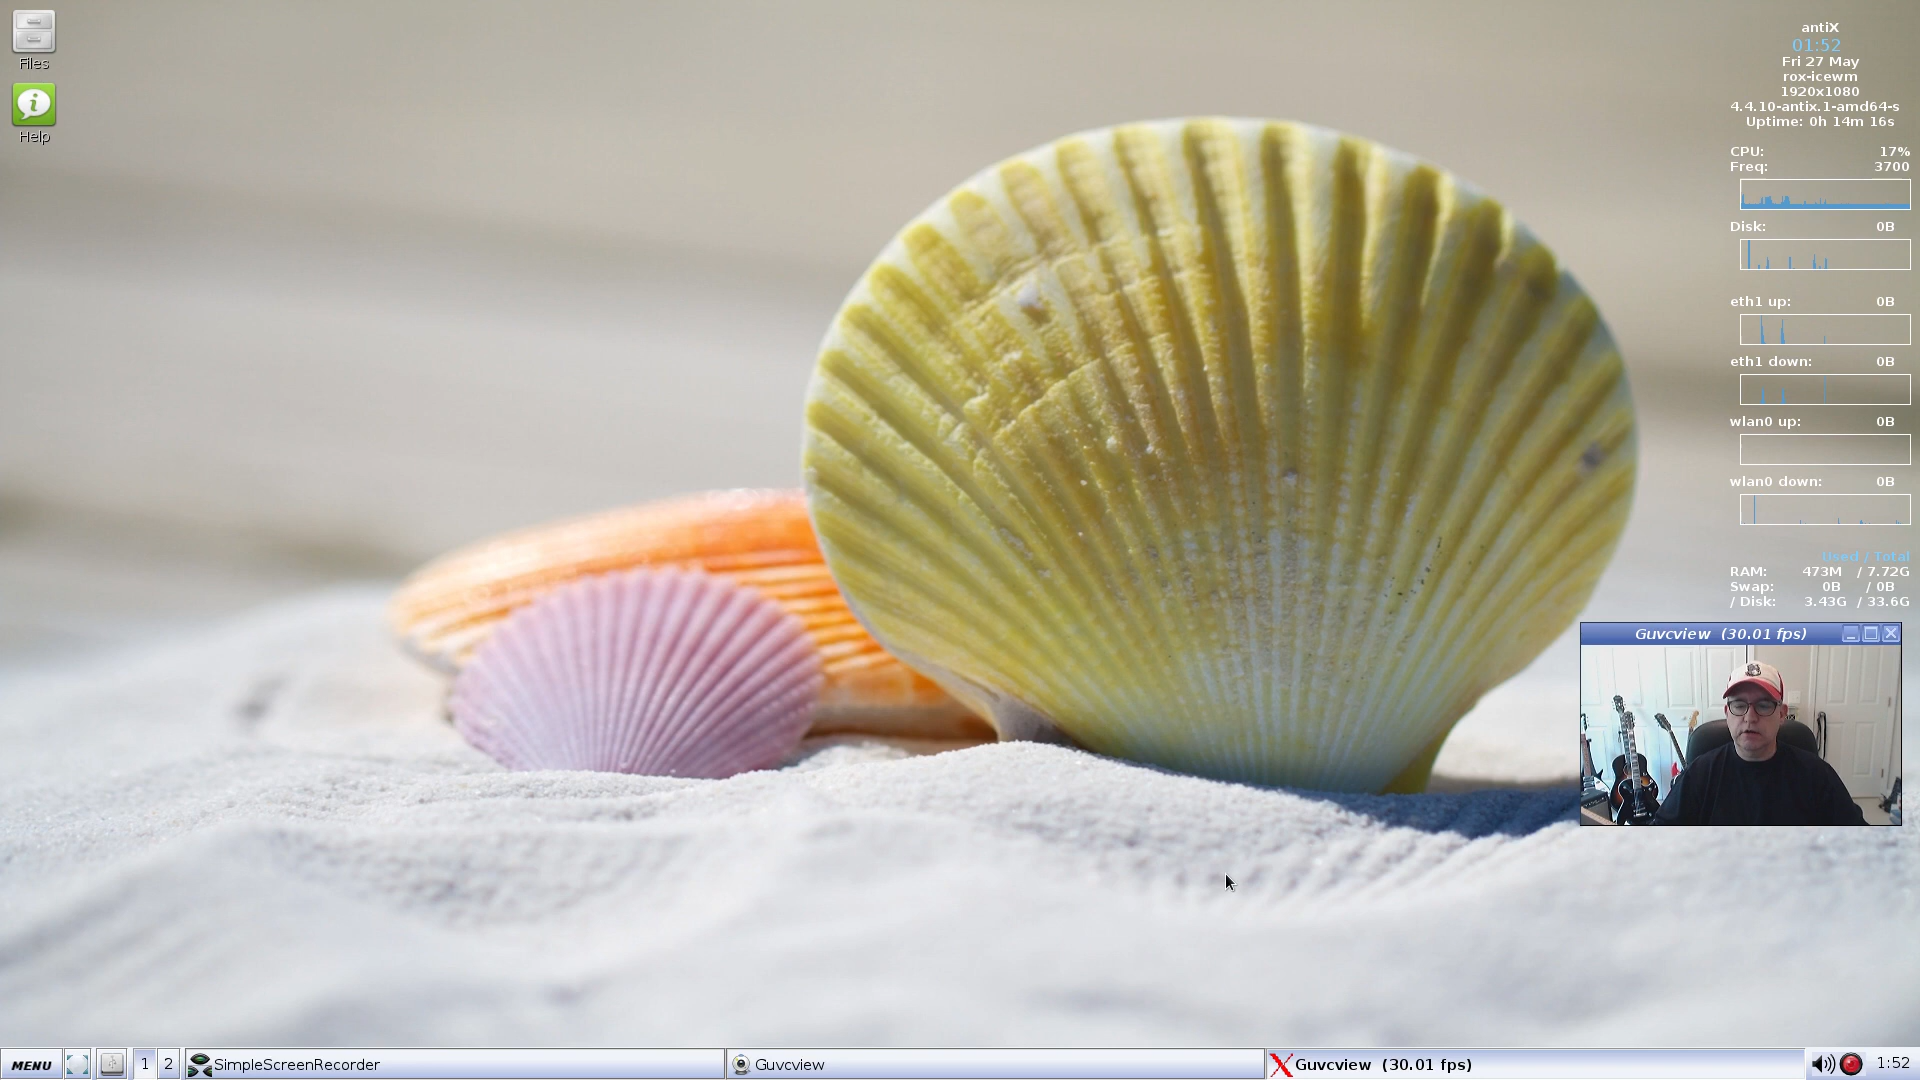 Files
Help
antiX
01:52
Fri 27 May
rox-icewm
1920x1080
4.4.10-antix.1-amd64-s
Uptime: 0h 14m 16s
CPU: 17%
Freq: 3700
Disk: 0B
eth1 up: 0B
eth1 down: 0B
wlan0 up: 0B
wlan0 down: 0B
Used / Total
RAM: 473M / 7.72G
Swap: 0B / 0B
/ Disk: 3.43G / 33.6G
Guvcview (30.01 fps)
MENU 1 2 SimpleScreenRecorder Guvcview Guvcview (30.01 fps) 1:52